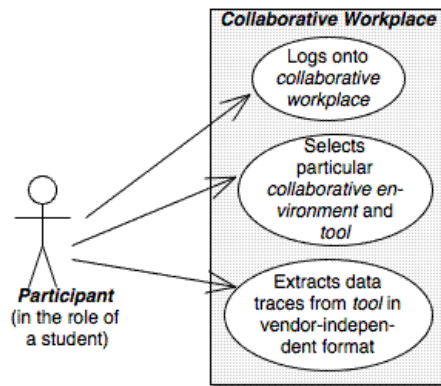 Collaborative Workplace
Logs onto
collaborative
workplace
Selects
particular
collaborative en-
vironment and
tool
Extracts data
traces from tool in
vendor-indepen-
dent format
Participant
(in the role of
a student)